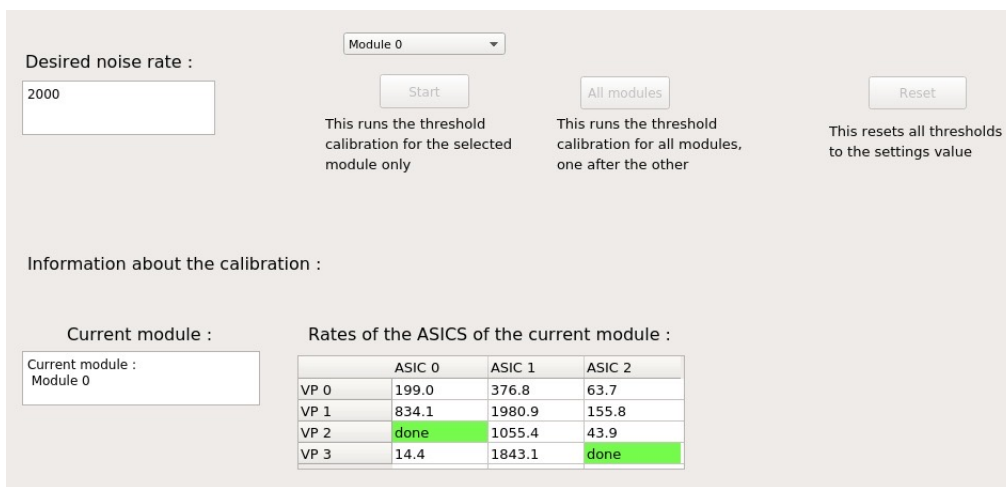 Module 0
Desired noise rate :
2000
Start
All modules
Reset
This runs the threshold
calibration for the selected
module only
This runs the threshold
calibration for all modules,
one after the other
This resets all thresholds
to the settings value
Information about the calibration :
Current module :
Current module :
Module 0
Rates of the ASICS of the current module :
ASIC 0 ASIC 1 ASIC 2
VP 0 199.0 376.8 63.7
VP 1 834.1 1980.9 155.8
VP 2 done 1055.4 43.9
VP 3 14.4 1843.1 done